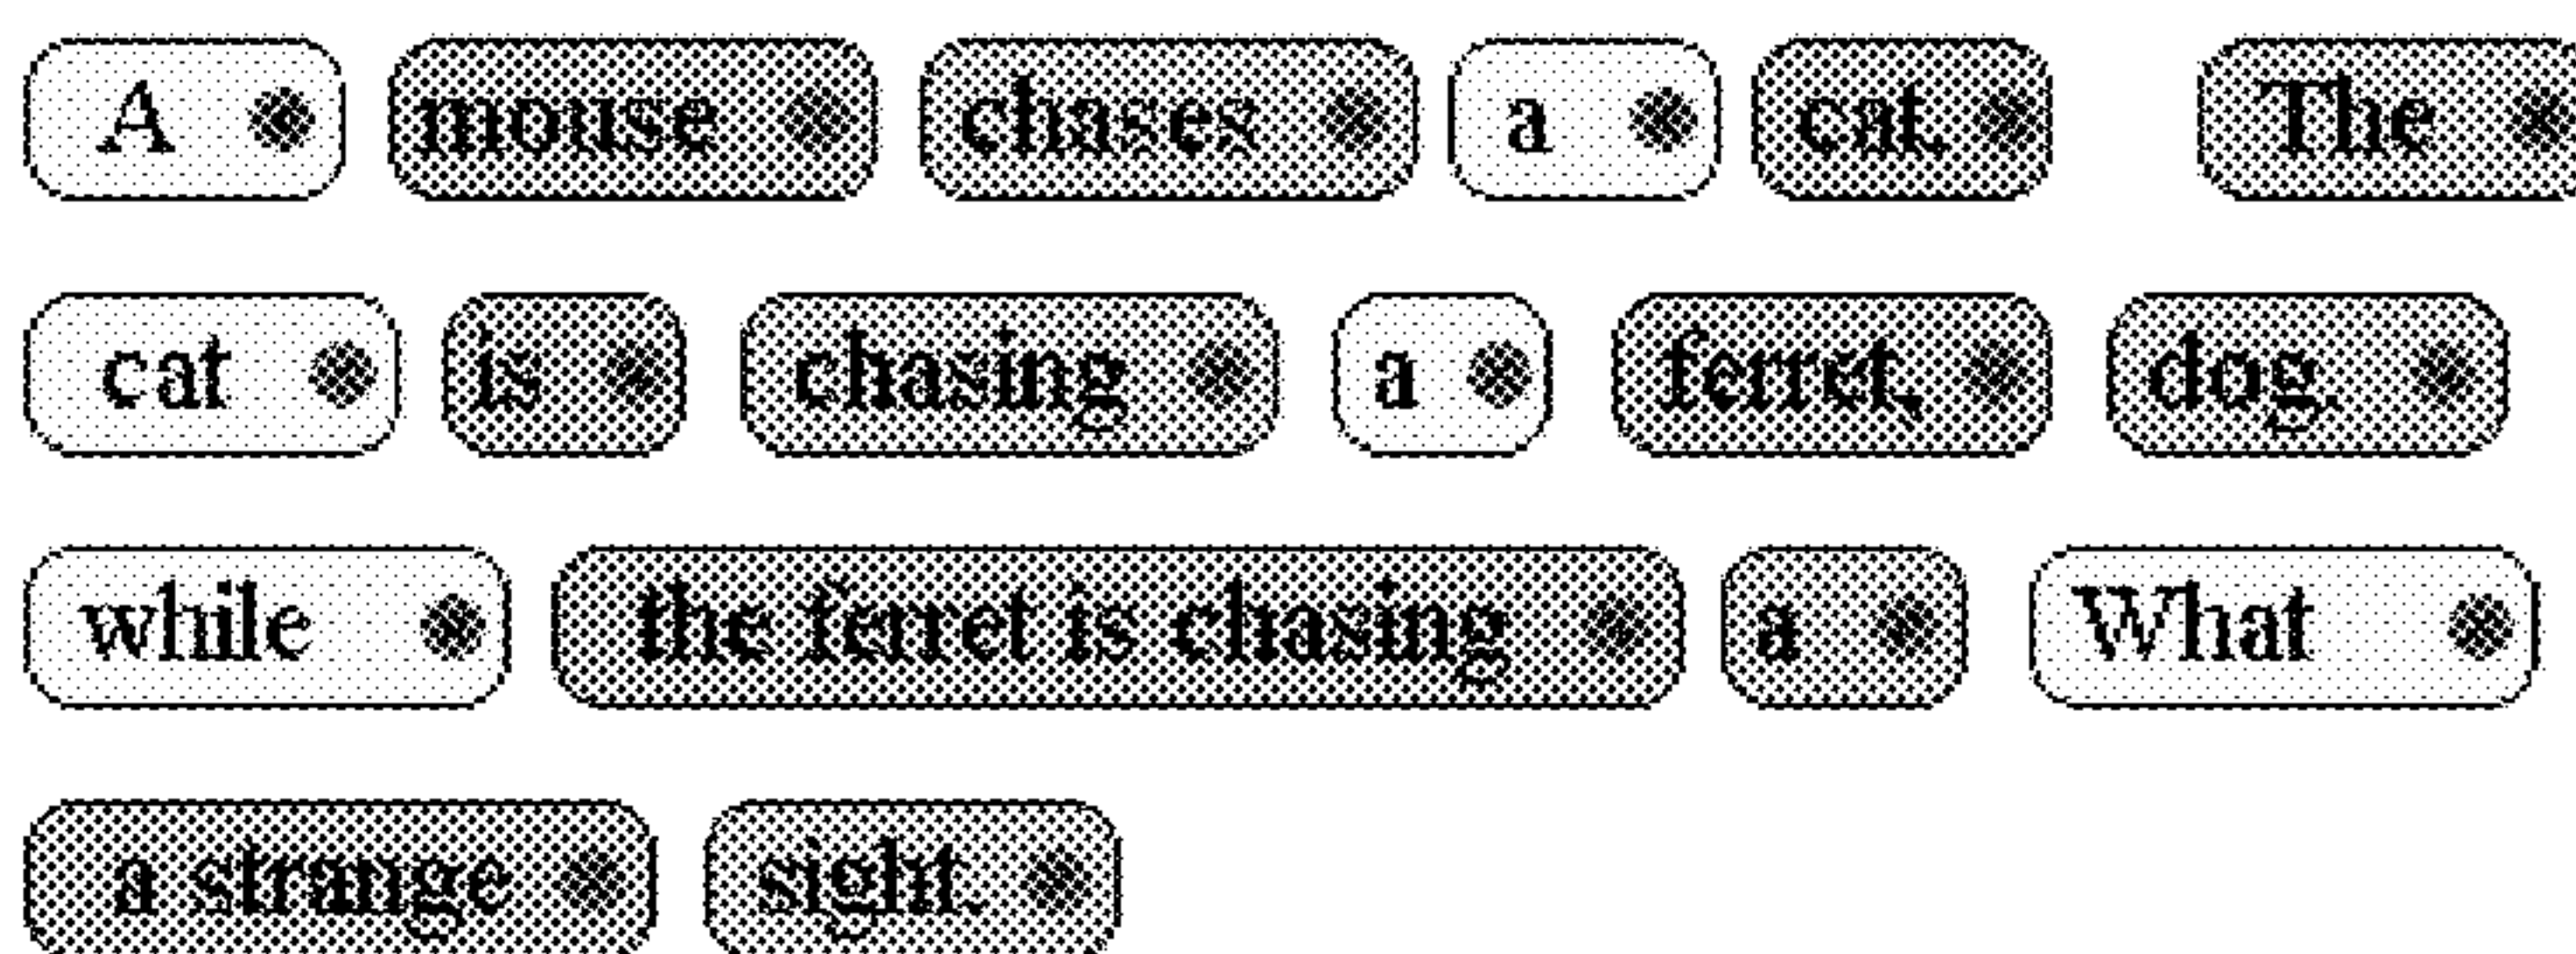 A mouse chases a cat. The
cat is chasing a ferret, dog.
while the ferret is chasing a What
a strange sight.